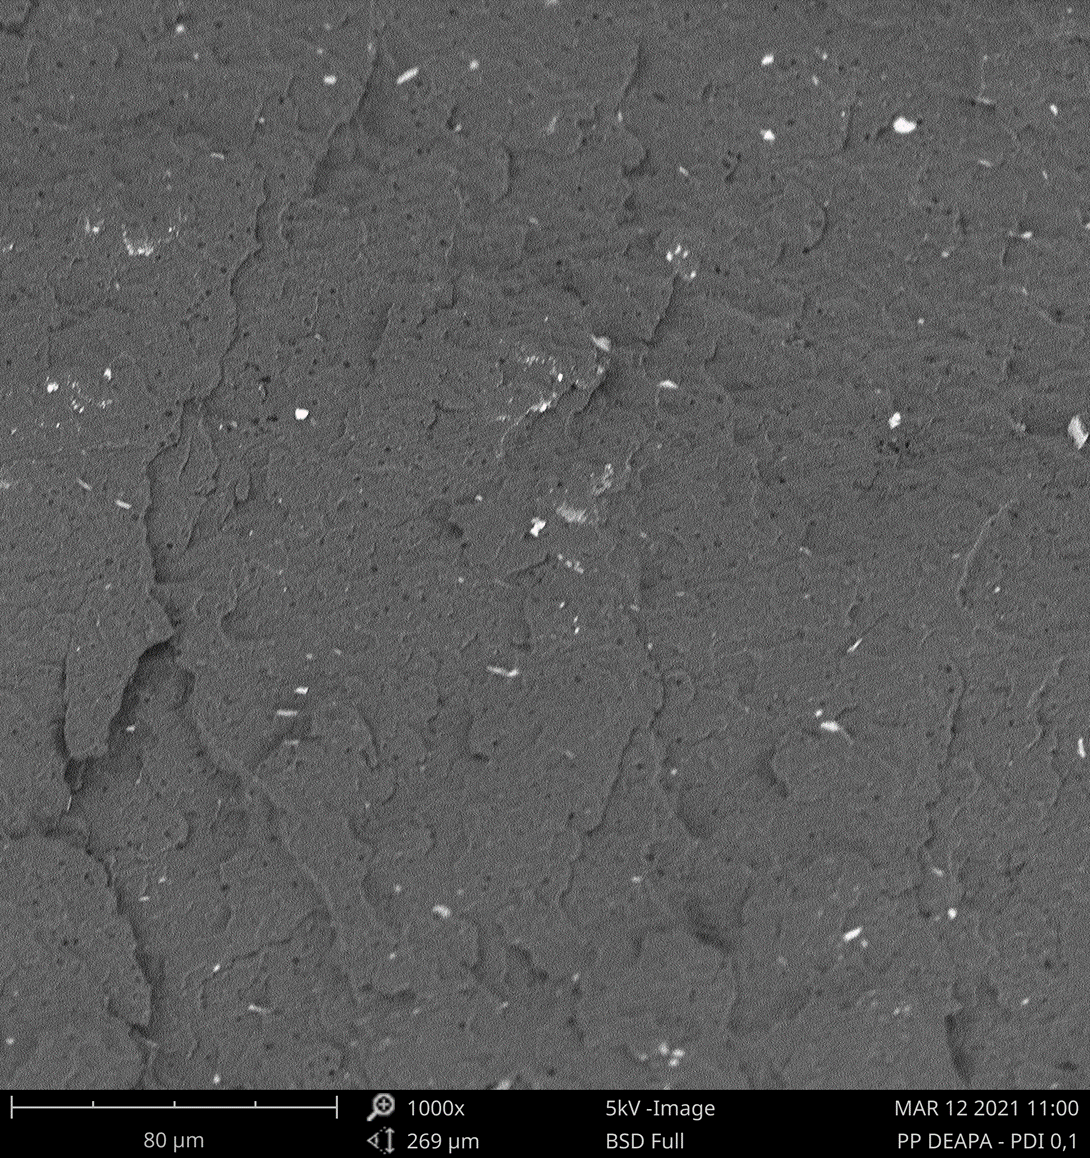 1000x 5kV -Image MAR 12 2021 11:00
80 µm 269 µm BSD Full PP DEAPA - PDI 0,1